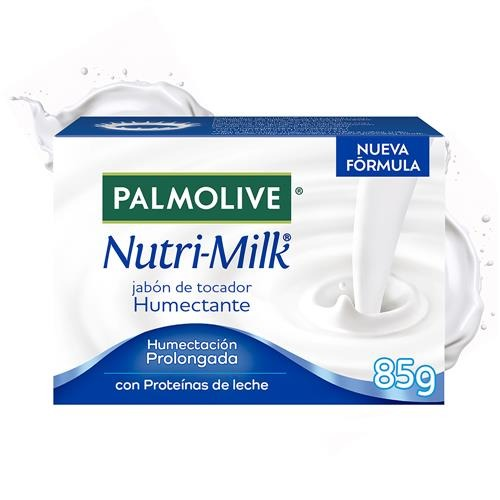 NUEVA
FÓRMULA
PALMOLIVE®
Nutri-Milk®
jabón de tocador
Humectante
Humectación
Prolongada
con Proteínas de leche
85g